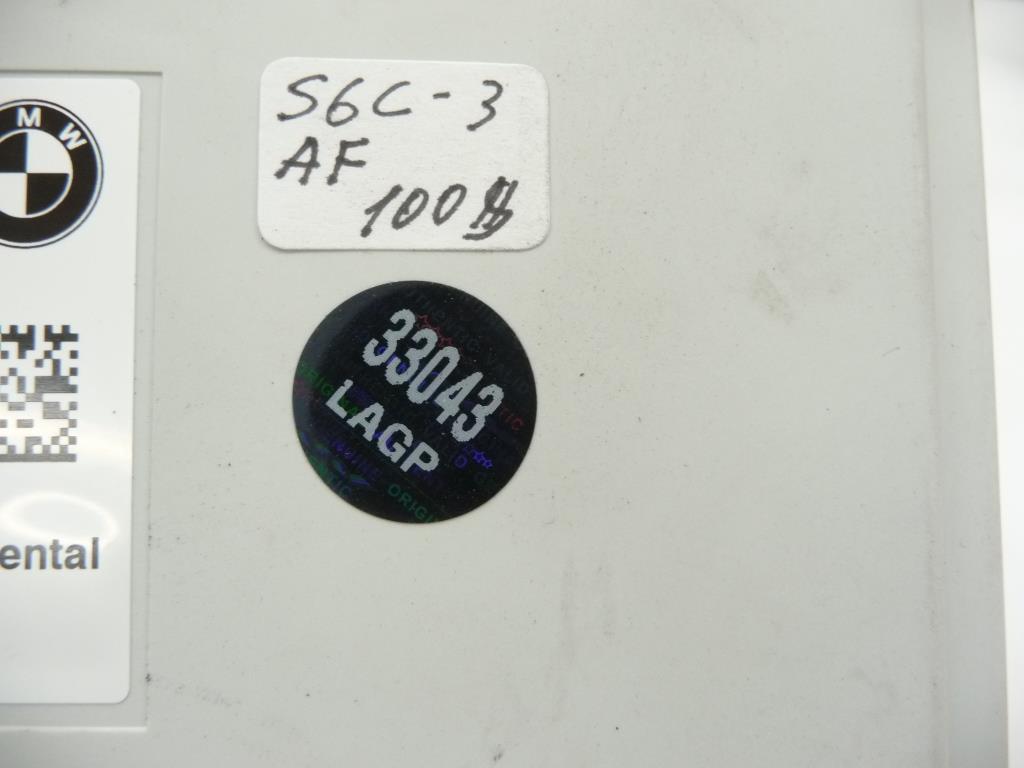 BMW
S6C-3
AF
100$
33043
LAGP
ental